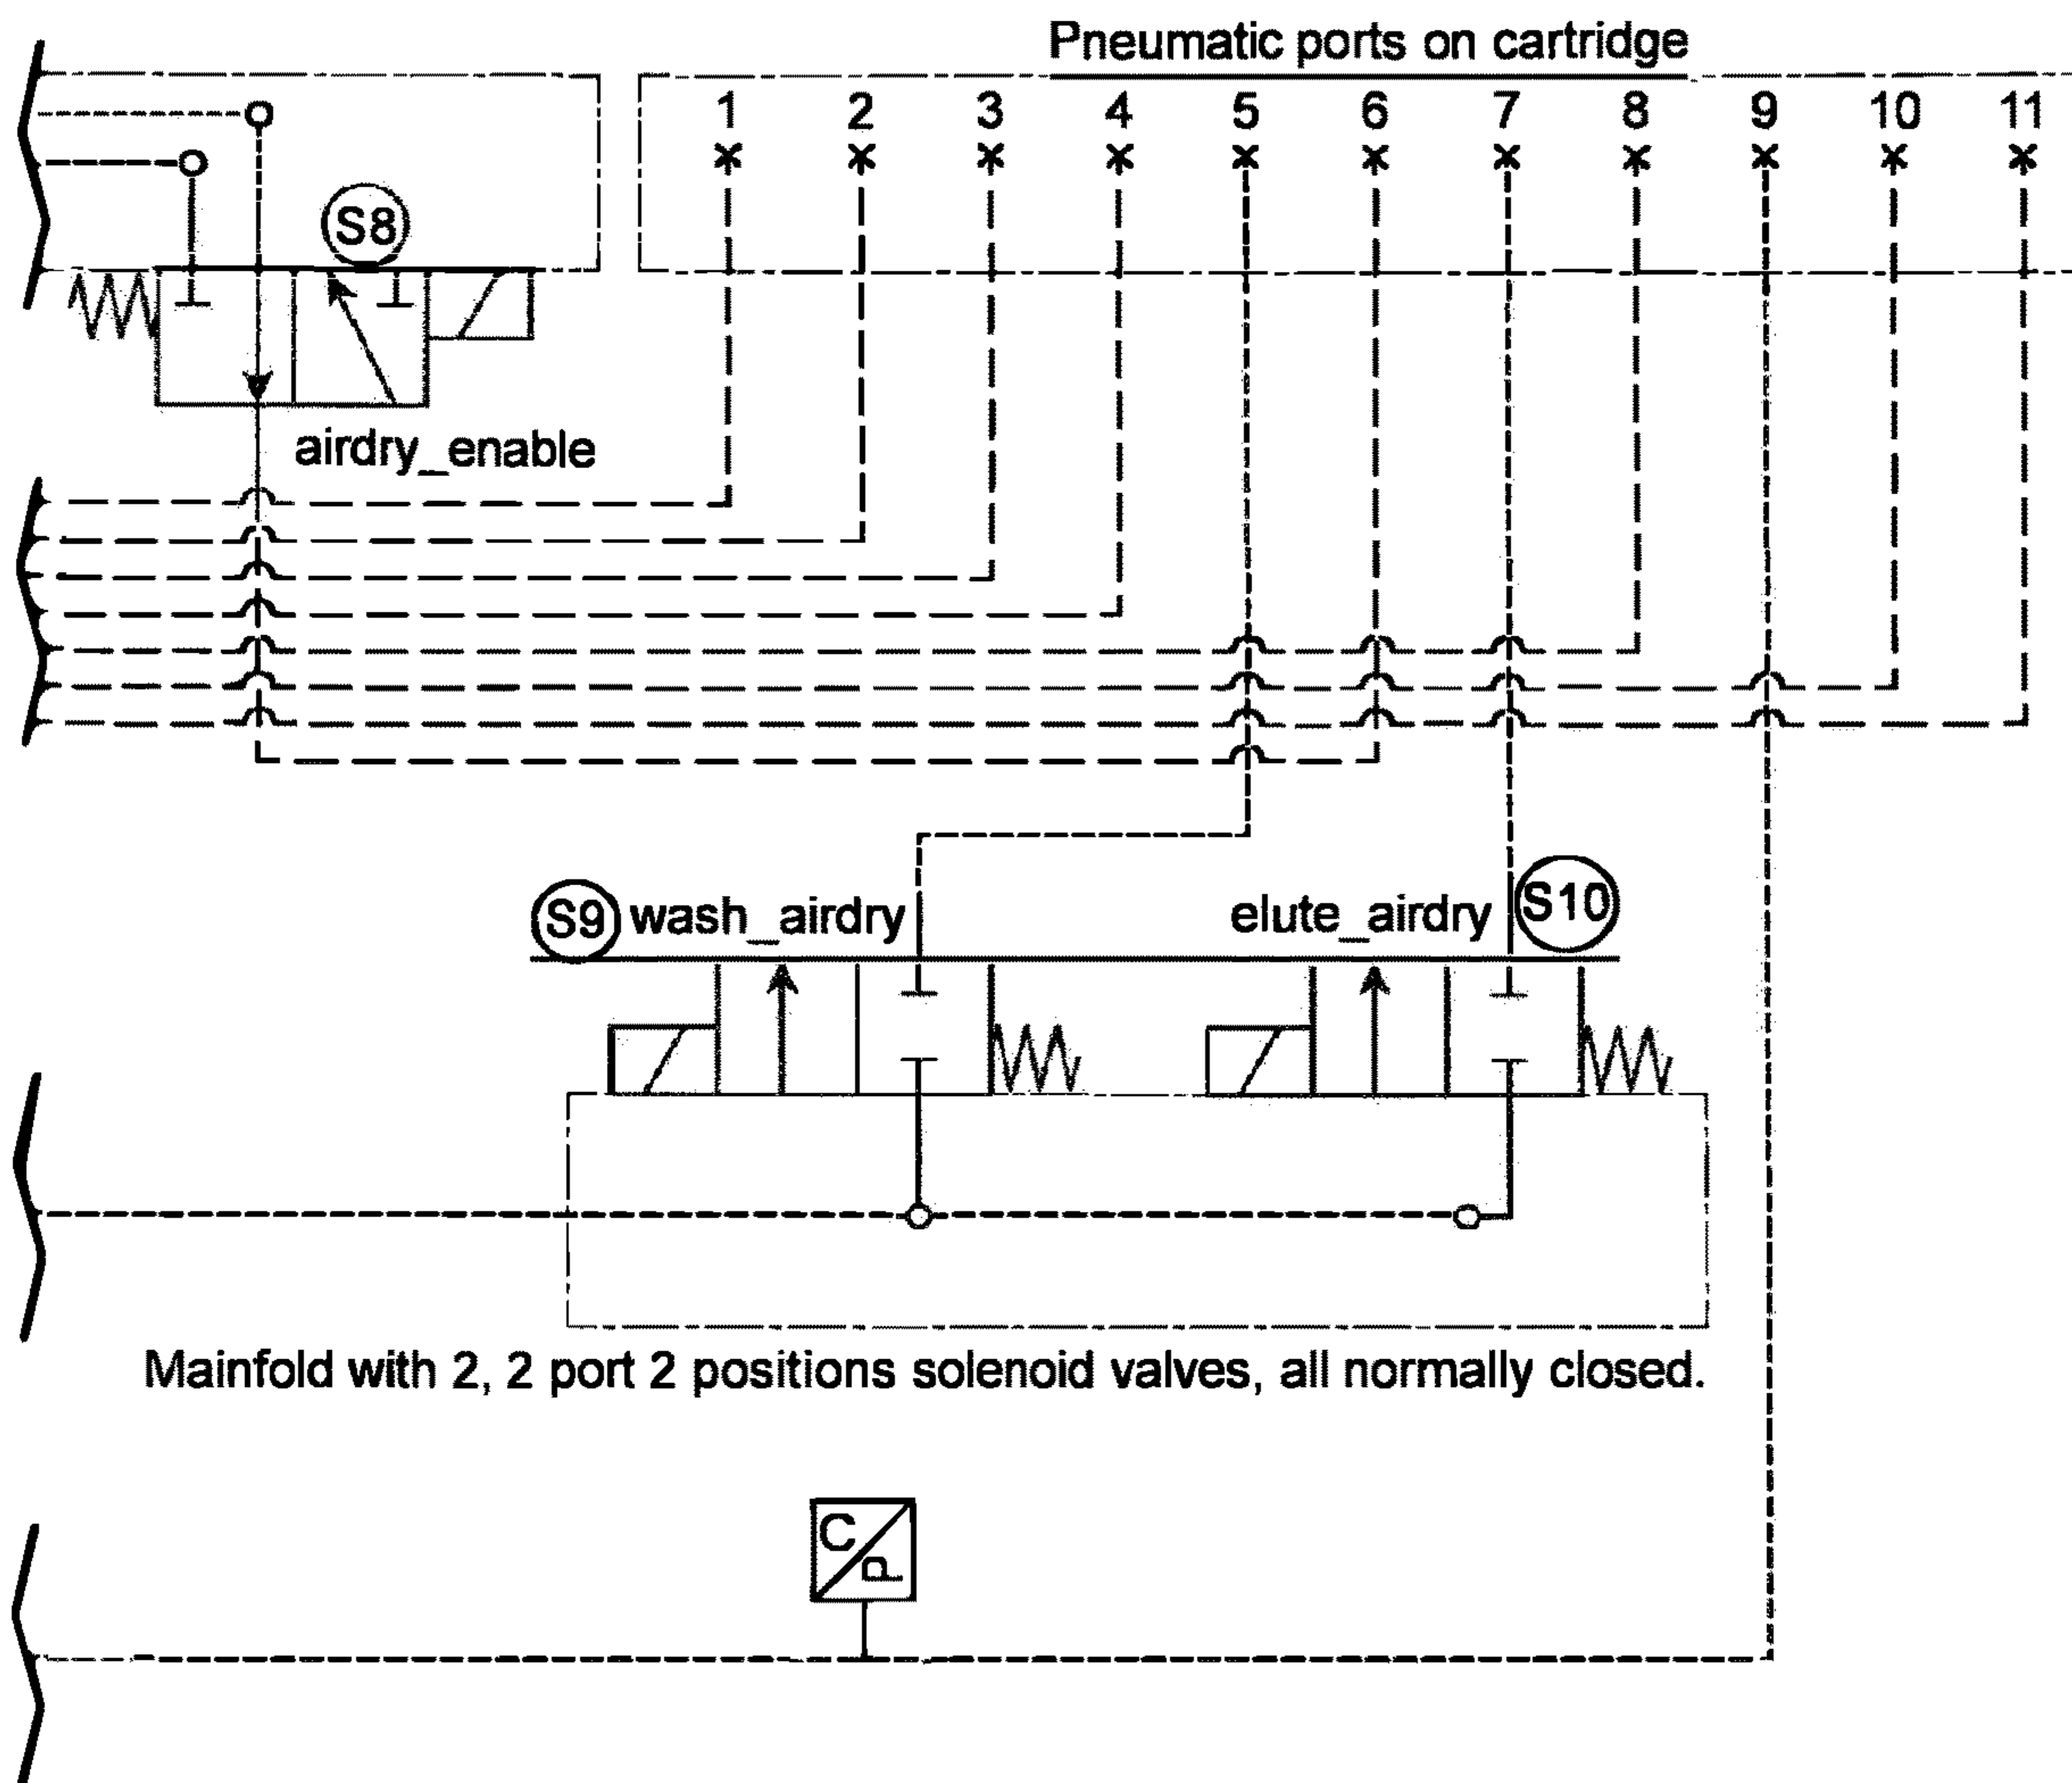 Pneumatic ports on cartridge
1 2 3 4 5 6 7 8 9 10 11
S8
airdry_enable
S9 wash_airdry elute_airdry S10
Mainfold with 2, 2 port 2 positions solenoid valves, all normally closed.
C
P